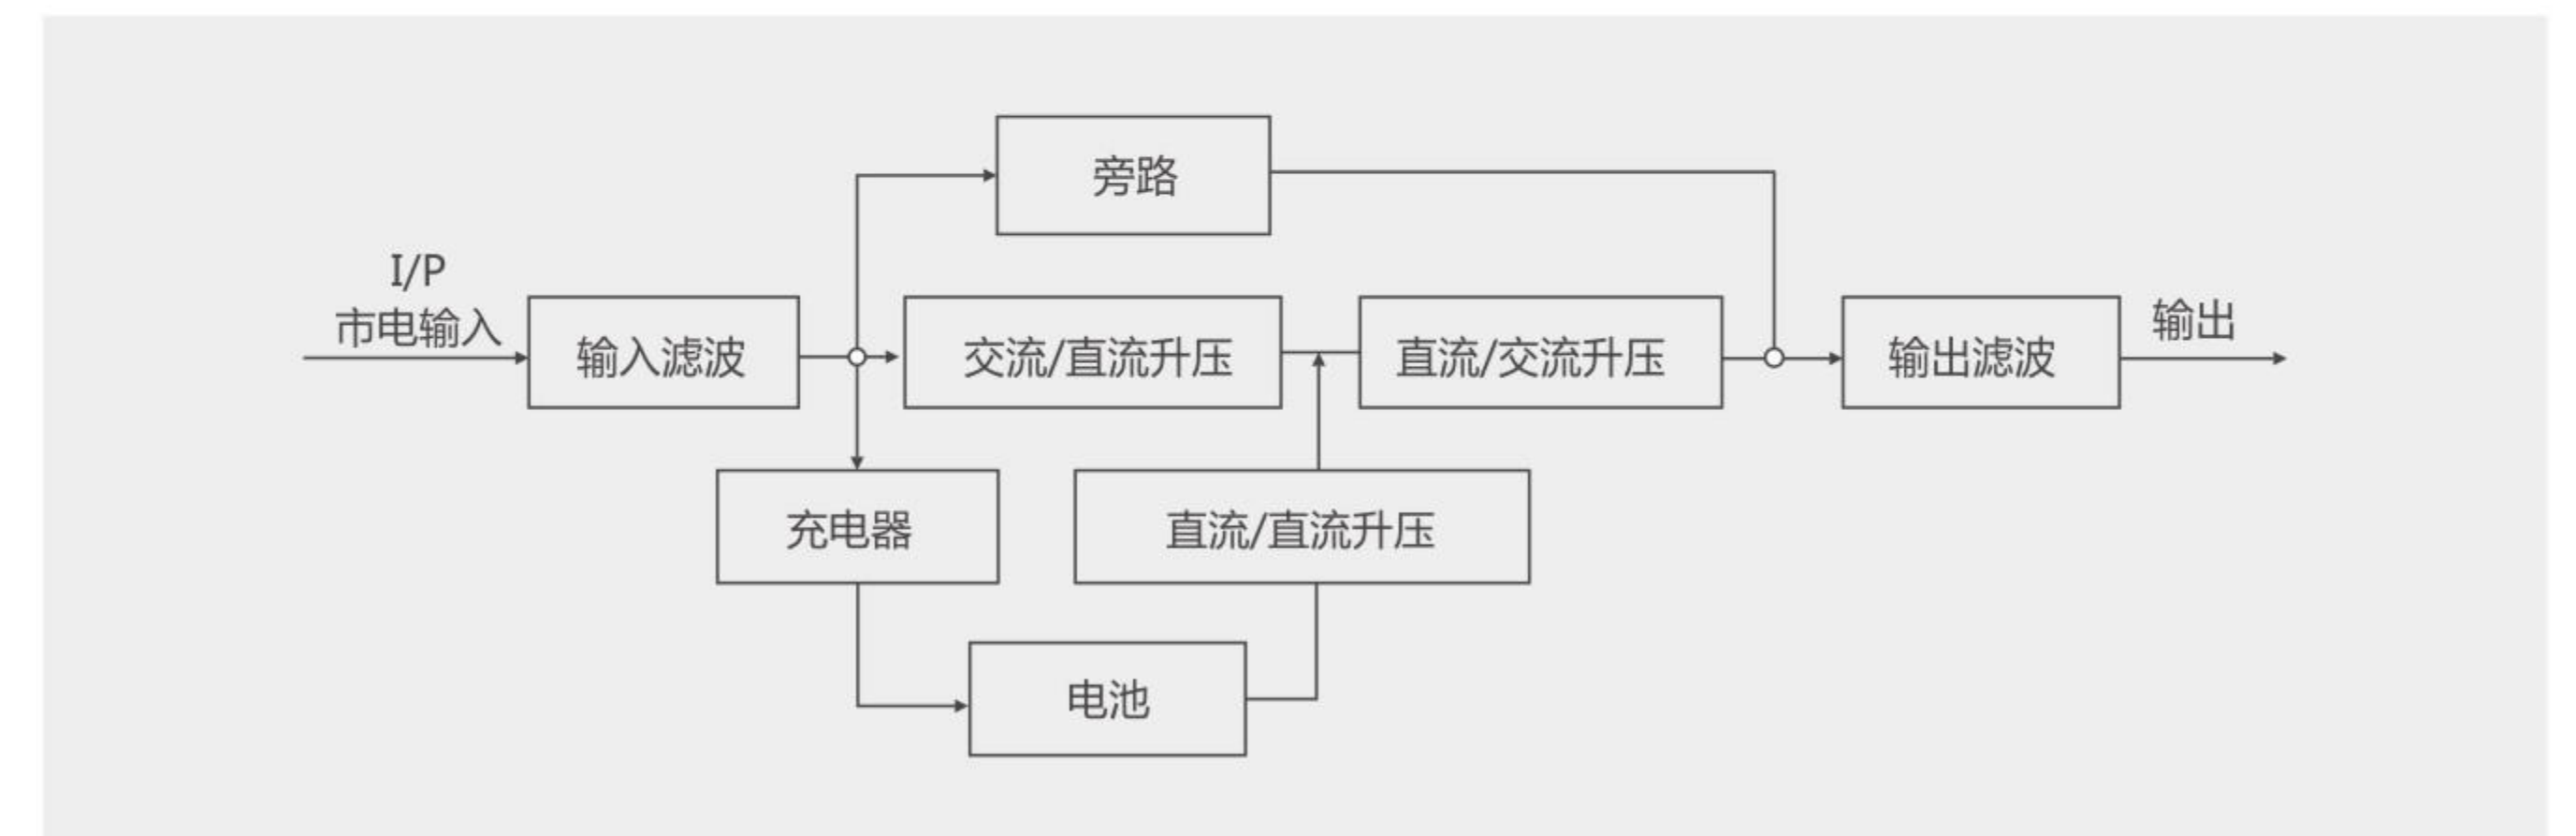 旁路
I/P
市电输入
输入滤波
交流/直流升压
直流/交流升压
输出滤波
输出
充电器
直流/直流升压
电池